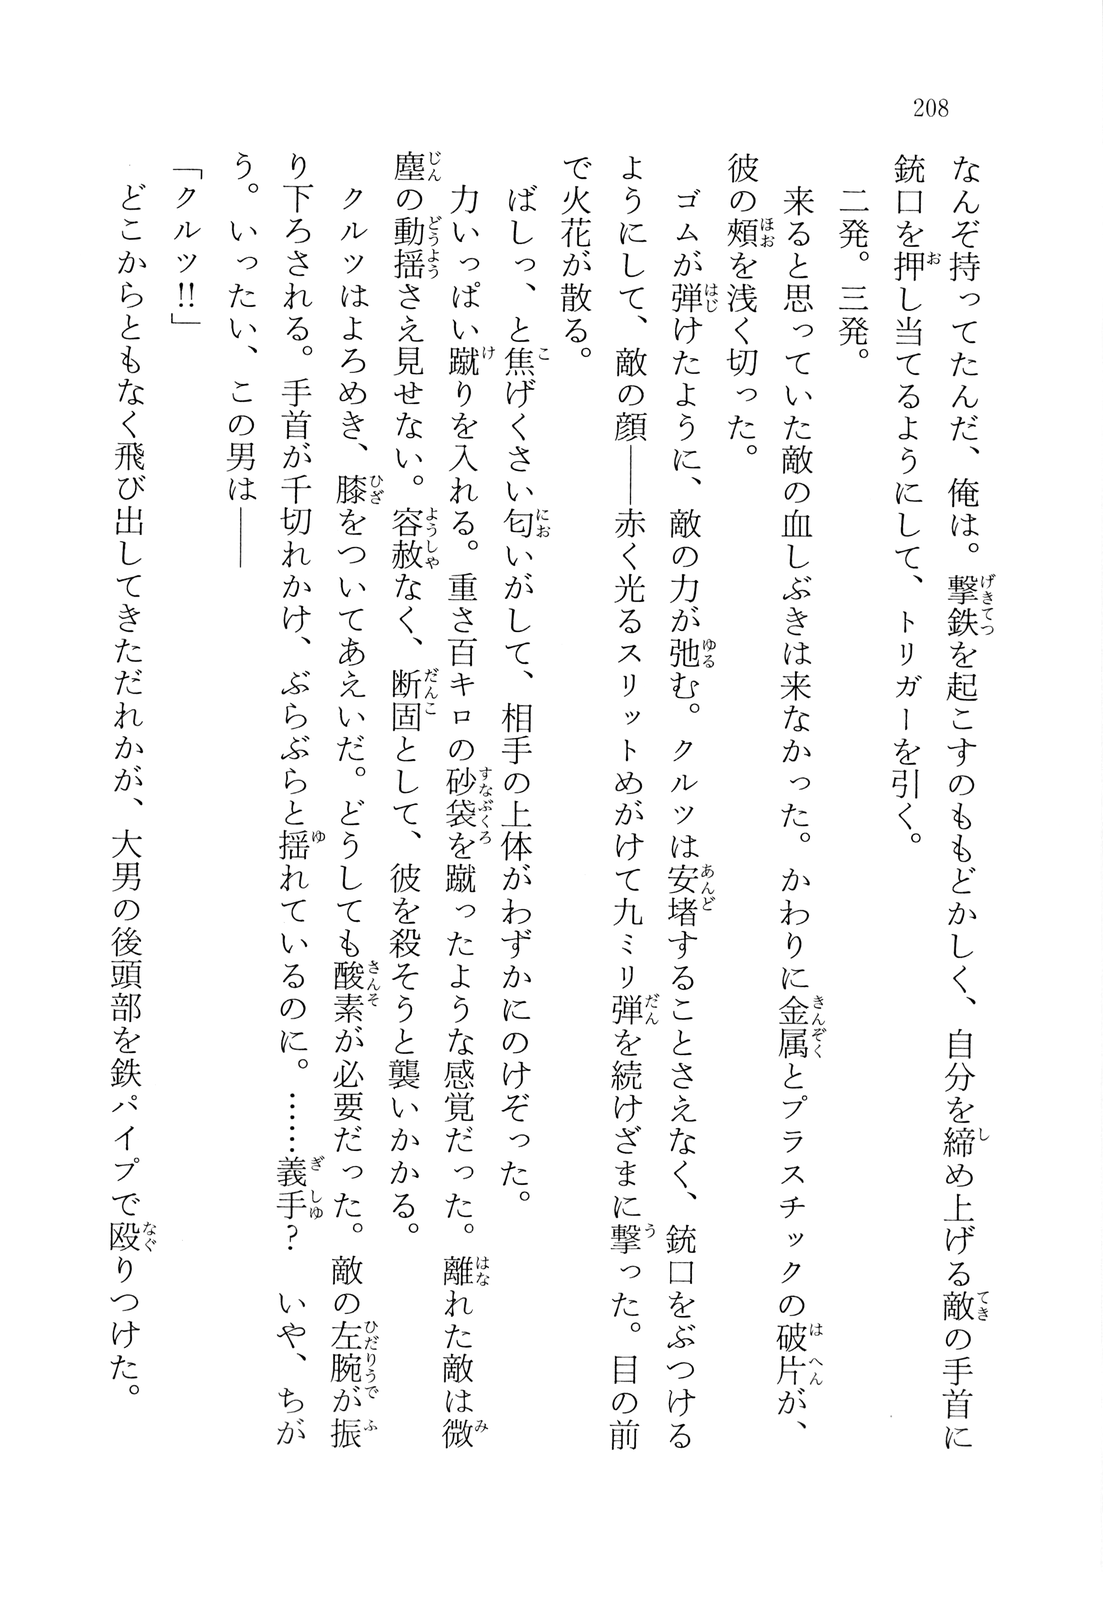 208
なんぞ持ってたんだ、俺は。撃鉄を起こすのももどかしく、自分を締め上げる敵の手首に
銃口を押し当てるようにして、トリガーを引く。
二発。三発。
来ると思っていた敵の血しぶきは来なかった。かわりに金属とプラスチックの破片が、
彼の頰を浅く切った。
ゴムが弾けたように、敵の力が弛む。クルツは安堵することさえなく、銃口をぶつける
ようにして、敵の顔――赤く光るスリットめがけて九ミリ弾を続けざまに撃った。目の前
で火花が散る。
ばしっ、と焦げくさい匂いがして、相手の上体がわずかにのけぞった。
力いっぱい蹴りを入れる。重さ百キロの砂袋を蹴ったような感覚だった。離れた敵は微
塵の動揺さえ見せない。容赦なく、断固として、彼を殺そうと襲いかかる。
クルツはよろめき、膝をついてあえいだ。どうしても酸素が必要だった。敵の左腕が振
り下ろされる。手首が千切れかけ、ぶらぶらと揺れているのに。……義手？　いや、ちが
う。いったい、この男は――
「クルツ!!」
どこからともなく飛び出してきただれかが、大男の後頭部を鉄パイプで殴りつけた。